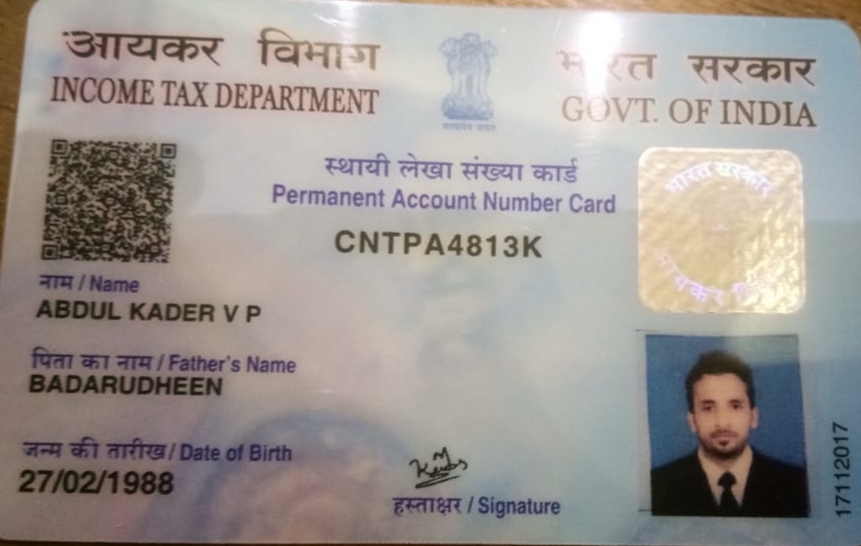 आयकर विभाग
INCOME TAX DEPARTMENT
सत्यमेव जयते
भारत सरकार
GOVT. OF INDIA
स्थायी लेखा संख्या कार्ड
Permanent Account Number Card
CNTPA4813K
भारत सरकार
आयकर
नाम / Name
ABDUL KADER V P
पिता का नाम / Father's Name
BADARUDHEEN
जन्म की तारीख / Date of Birth
27/02/1988
हस्ताक्षर / Signature
17112017